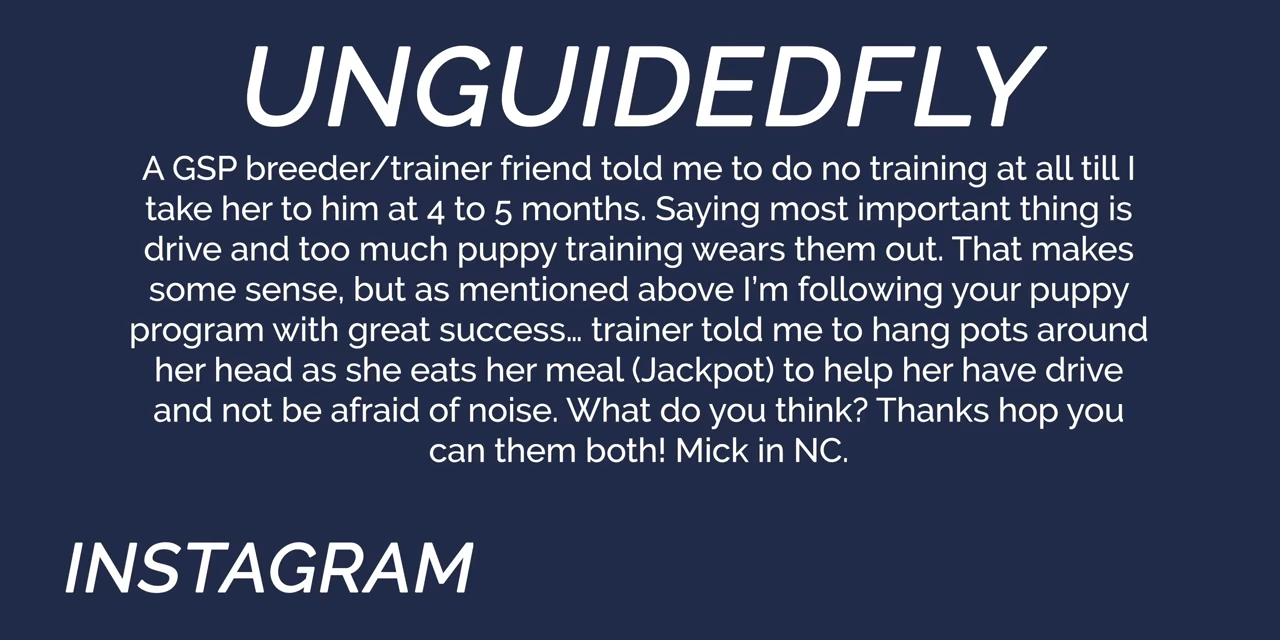 UNGUIDEDFLY
A GSP breeder/trainer friend told me to do no training at all till I
take her to him at 4 to 5 months. Saying most important thing is
drive and too much puppy training wears them out. That makes
some sense, but as mentioned above I’m following your puppy
program with great success... trainer told me to hang pots around
her head as she eats her meal (Jackpot) to help her have drive
and not be afraid of noise. What do you think? Thanks hop you
can them both! Mick in NC.
INSTAGRAM